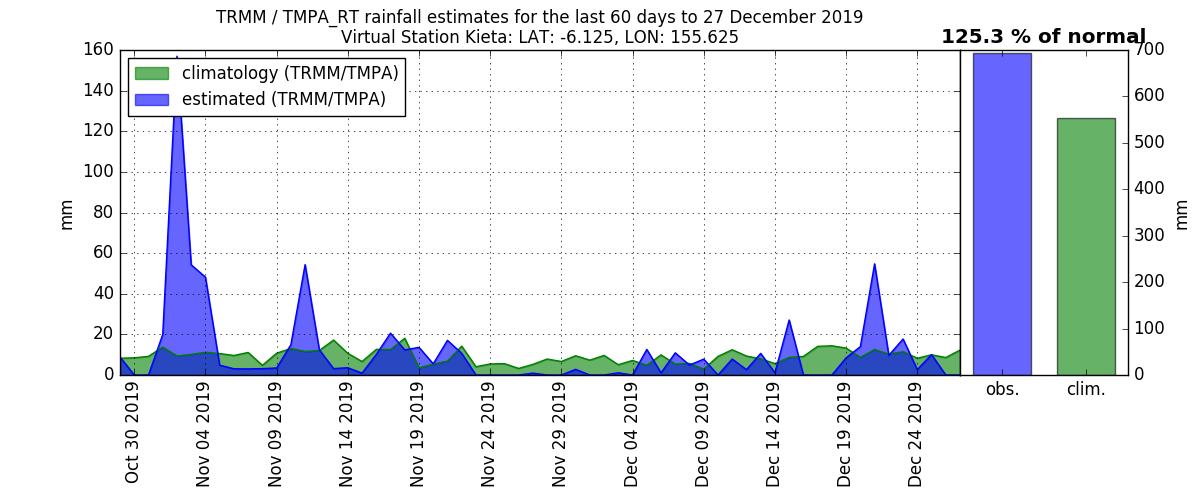 TRMM / TMPA_RT rainfall estimates for the last 60 days to 27 December 2019
Virtual Station Kieta: LAT: -6.125, LON: 155.625
125.3 % of normal
climatology (TRMM/TMPA)
estimated (TRMM/TMPA)
mm
160
140
120
100
80
60
40
20
0
Oct 30 2019
Nov 04 2019
Nov 09 2019
Nov 14 2019
Nov 19 2019
Nov 24 2019
Nov 29 2019
Dec 04 2019
Dec 09 2019
Dec 14 2019
Dec 19 2019
Dec 24 2019
obs.
clim.
700
600
500
400
300
200
100
0
mm